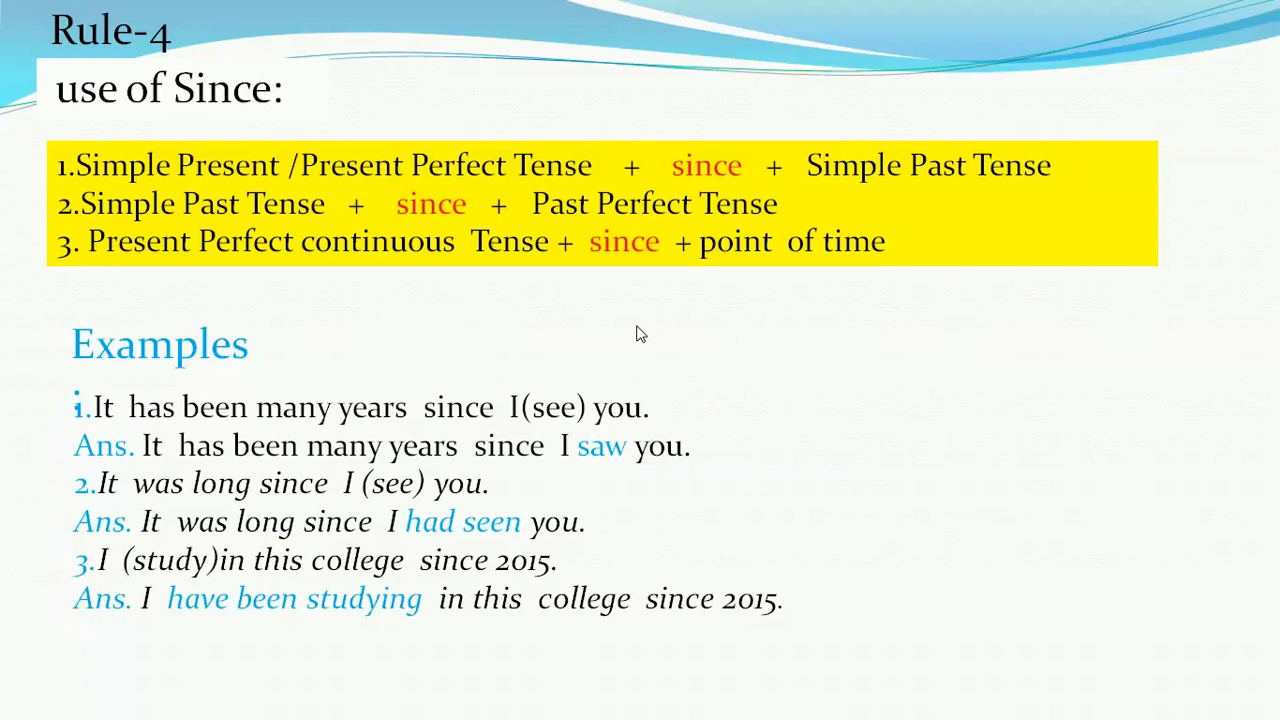 Rule-4
use of Since:
1.Simple Present /Present Perfect Tense + since + Simple Past Tense
2.Simple Past Tense + since + Past Perfect Tense
3. Present Perfect continuous Tense + since + point of time
Examples
:
1.It has been many years since I(see) you.
Ans. It has been many years since I saw you.
2.It was long since I (see) you.
Ans. It was long since I had seen you.
3.I (study)in this college since 2015.
Ans. I have been studying in this college since 2015.